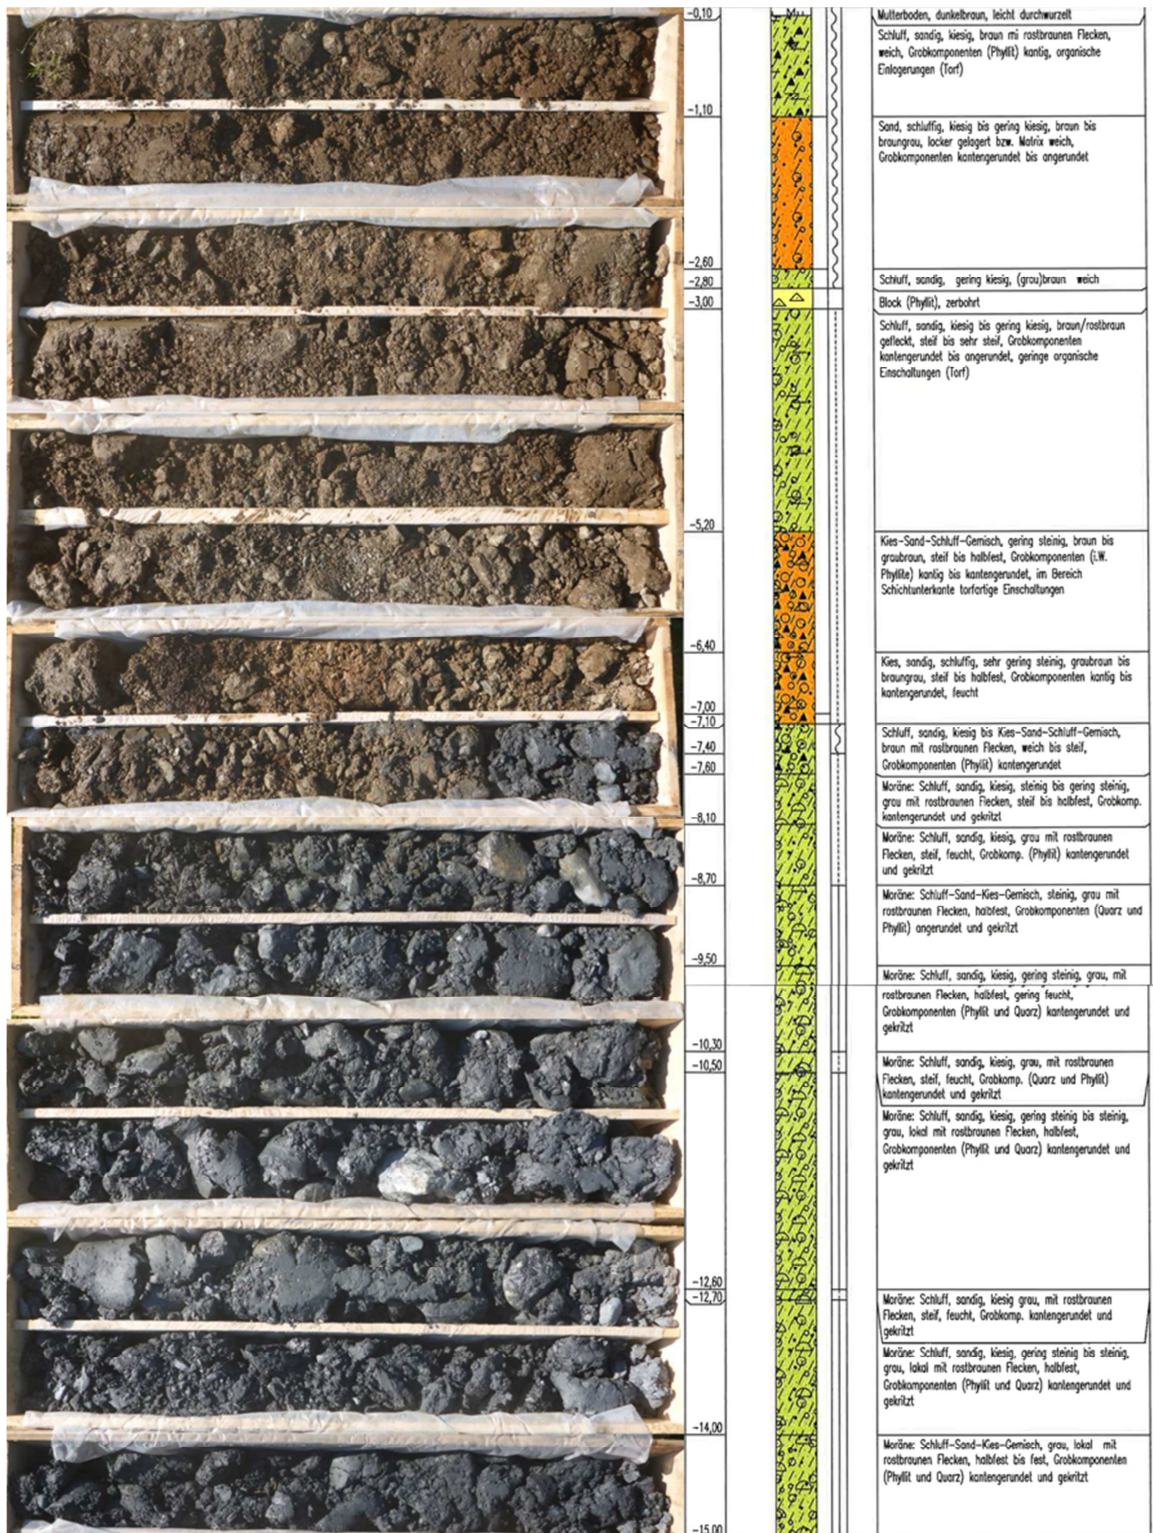 -0,10
Mu
Mutterboden, dunkelbraun, leicht durchwurzelt
Schluff, sandig, kiesig, braun mi rostbraunen Flecken,
weich, Grobkomponenten (Phyllit) kantig, organische
Einlagerungen (Torf)
-1,10
Sand, schluffig, kiesig bis gering kiesig, braun bis
braungrau, locker gelagert bzw. Matrix weich,
Grobkomponenten kantengerundet bis angerundet
-2,60
Schluff, sandig, gering kiesig, (grau)braun weich
-2,80
Block (Phyllit), zerbohrt
-3,00
Schluff, sandig, kiesig bis gering kiesig, braun/rostbraun
gefleckt, steif bis sehr steif, Grobkomponenten
kantengerundet bis angerundet, geringe organische
Einschaltungen (Torf)
-5,20
Kies-Sand-Schluff-Gemisch, gering steinig, braun bis
graubraun, steif bis halbfest, Grobkomponenten (i.W.
Phyllite) kantig bis kantengerundet, im Bereich
Schichtunterkante torfartige Einschaltungen
-6,40
Kies, sandig, schluffig, sehr gering steinig, graubraun bis
braungrau, steif bis halbfest, Grobkomponenten kantig bis
kantengerundet, feucht
-7,00
-7,10
Schluff, sandig, kiesig bis Kies-Sand-Schluff-Gemisch,
braun mit rostbraunen Flecken, weich bis steif,
Grobkomponenten (Phyllit) kantengerundet
-7,40
-7,60
Moräne: Schluff, sandig, kiesig, steinig bis gering steinig,
grau mit rostbraunen Flecken, steif bis halbfest, Grobkomp.
kantengerundet und gekritzt
-8,10
Moräne: Schluff, sandig, kiesig, grau mit rostbraunen
Flecken, steif, feucht, Grobkomp. (Phyllit) kantengerundet
und gekritzt
-8,70
Moräne: Schluff-Sand-Kies-Gemisch, steinig, grau mit
rostbraunen Flecken, halbfest, Grobkomponenten (Quarz und
Phyllit) angerundet und gekritzt
-9,50
Moräne: Schluff, sandig, kiesig, gering steinig, grau, mit
rostbraunen Flecken, halbfest, gering feucht,
Grobkomponenten (Phyllit und Quarz) kantengerundet und
gekritzt
-10,30
Moräne: Schluff, sandig, kiesig, grau, mit rostbraunen
Flecken, steif, feucht, Grobkomp. (Quarz und Phyllit)
kantengerundet und gekritzt
-10,50
Moräne: Schluff, sandig, kiesig, gering steinig bis steinig,
grau, lokal mit rostbraunen Flecken, halbfest,
Grobkomponenten (Phyllit und Quarz) kantengerundet und
gekritzt
-12,60
-12,70
Moräne: Schluff, sandig, kiesig grau, mit rostbraunen
Flecken, steif, feucht, Grobkomp. kantengerundet und
gekritzt
Moräne: Schluff, sandig, kiesig, gering steinig bis steinig,
grau, lokal mit rostbraunen Flecken, halbfest,
Grobkomponenten (Phyllit und Quarz) kantengerundet und
gekritzt
-14,00
Moräne: Schluff-Sand-Kies-Gemisch, grau, lokal mit
rostbraunen Flecken, halbfest bis fest, Grobkomponenten
(Phyllit und Quarz) kantengerundet und gekritzt
-15,00